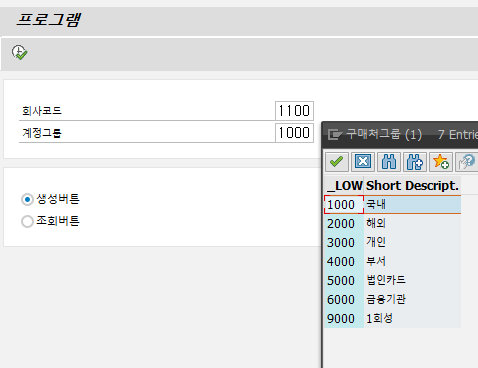 프로그램
회사코드 1100
계정그룹 1000
생성버튼
조회버튼
구매처그룹 (1) 7 Entrie
_LOW Short Descript.
1000 국내
2000 해외
3000 개인
4000 부서
5000 법인카드
6000 금융기관
9000 1회성